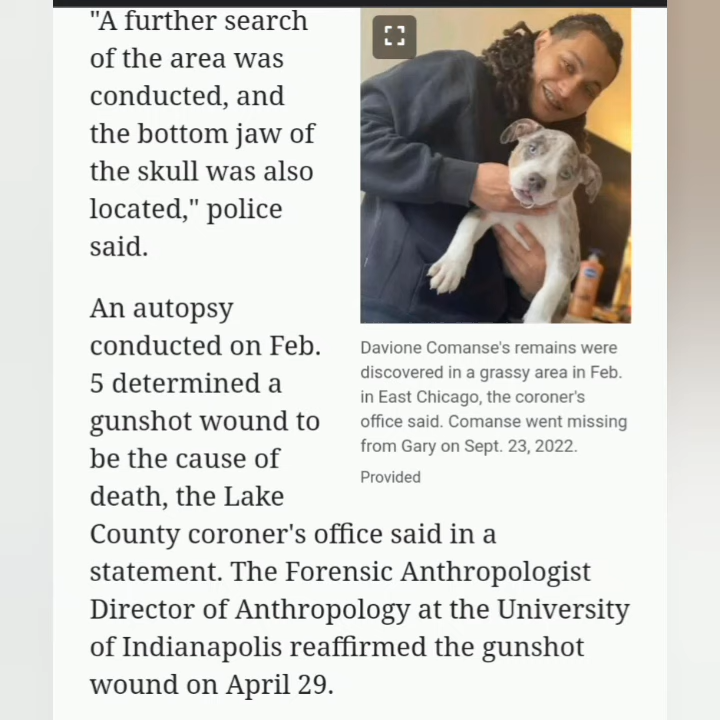 "A further search
of the area was
conducted, and
the bottom jaw of
the skull was also
located," police
said.
An autopsy
conducted on Feb.
5 determined a
gunshot wound to
be the cause of
death, the Lake
County coroner's office said in a
statement. The Forensic Anthropologist
Director of Anthropology at the University
of Indianapolis reaffirmed the gunshot
wound on April 29.
Davione Comanse's remains were
discovered in a grassy area in Feb.
in East Chicago, the coroner's
office said. Comanse went missing
from Gary on Sept. 23, 2022.
Provided